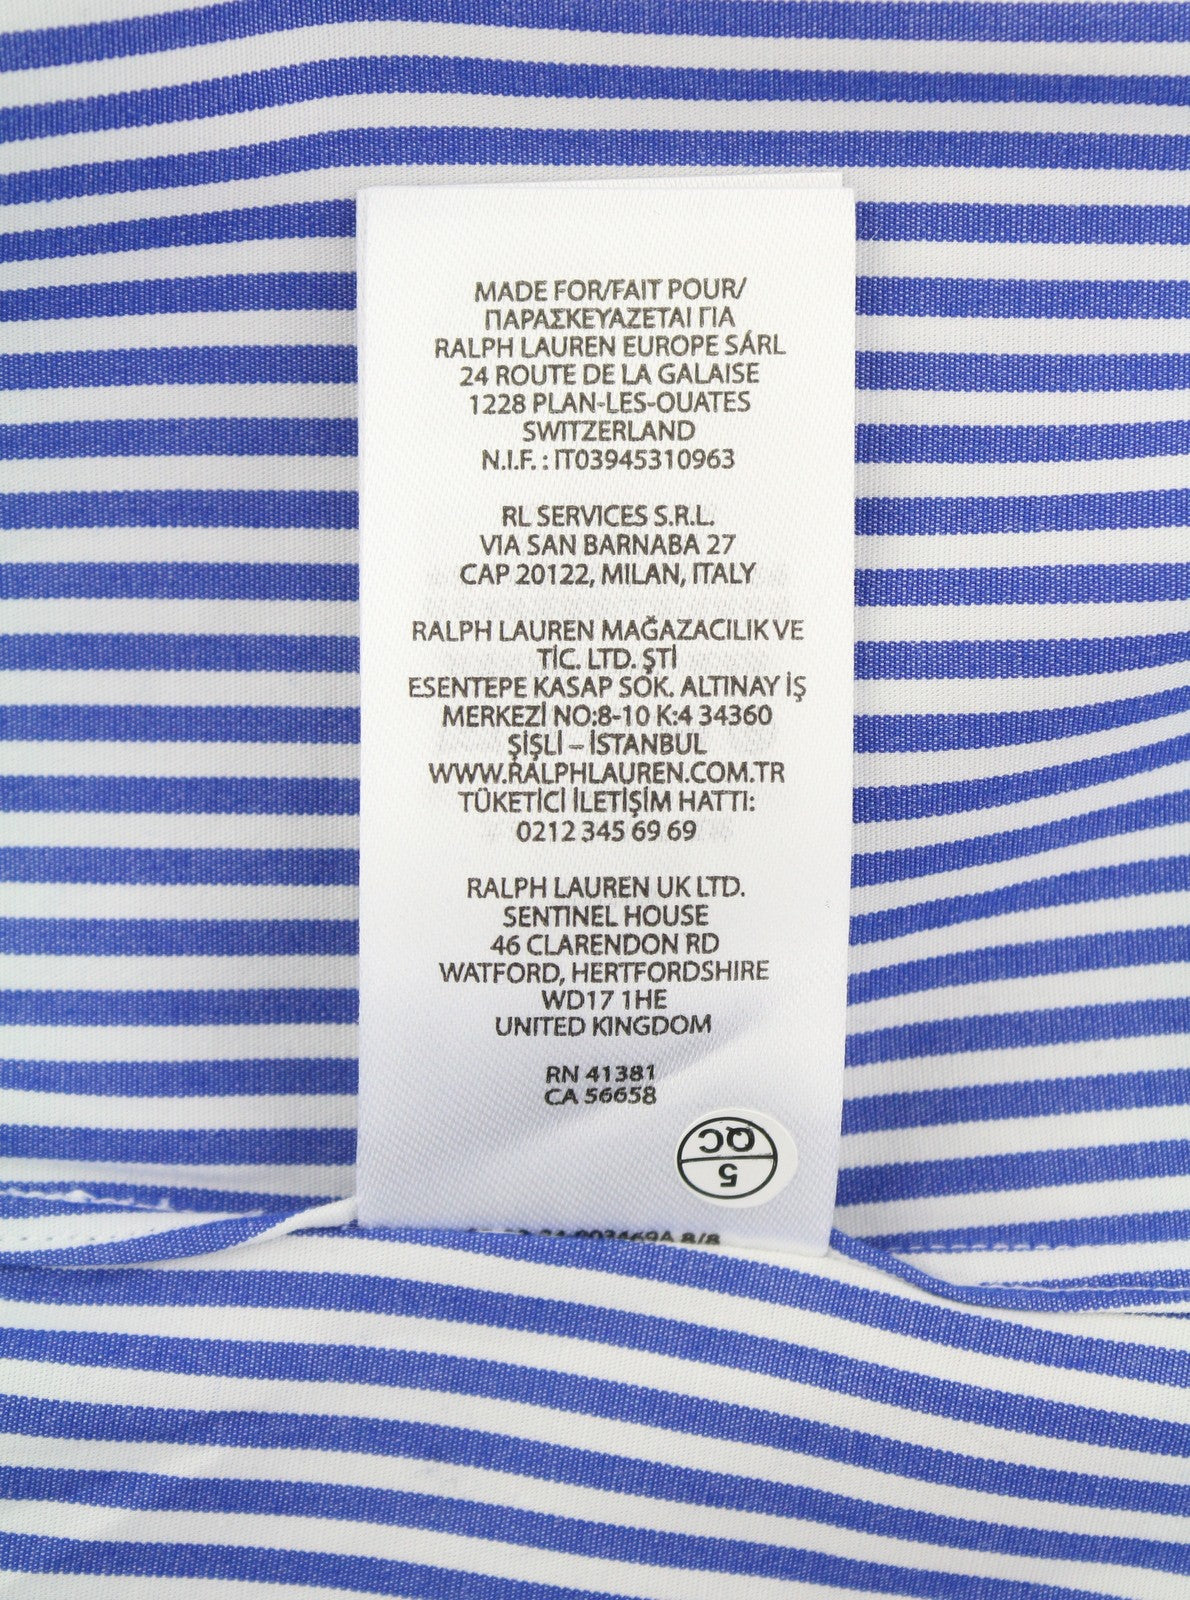 MADE FOR/FAIT POUR/
ΠΑΡΑΣΚΕΥΑΖΕΤΑΙ ΓΙΑ
RALPH LAUREN EUROPE SÁRL
24 ROUTE DE LA GALAISE
1228 PLAN-LES-OUATES
SWITZERLAND
N.I.F. : IT03945310963
RL SERVICES S.R.L.
VIA SAN BARNABA 27
CAP 20122, MILAN, ITALY
RALPH LAUREN MAĞAZACILIK VE
TİC. LTD. ŞTİ
ESENTEPE KASAP SOK. ALTINAY İŞ
MERKEZİ NO:8-10 K:4 34360
ŞİŞLİ – İSTANBUL
WWW.RALPHLAUREN.COM.TR
TÜKETİCİ İLETİŞİM HATTI:
0212 345 69 69
RALPH LAUREN UK LTD.
SENTINEL HOUSE
46 CLARENDON RD
WATFORD, HERTFORDSHIRE
WD17 1HE
UNITED KINGDOM
RN 41381
CA 56658
QC
5
8/8